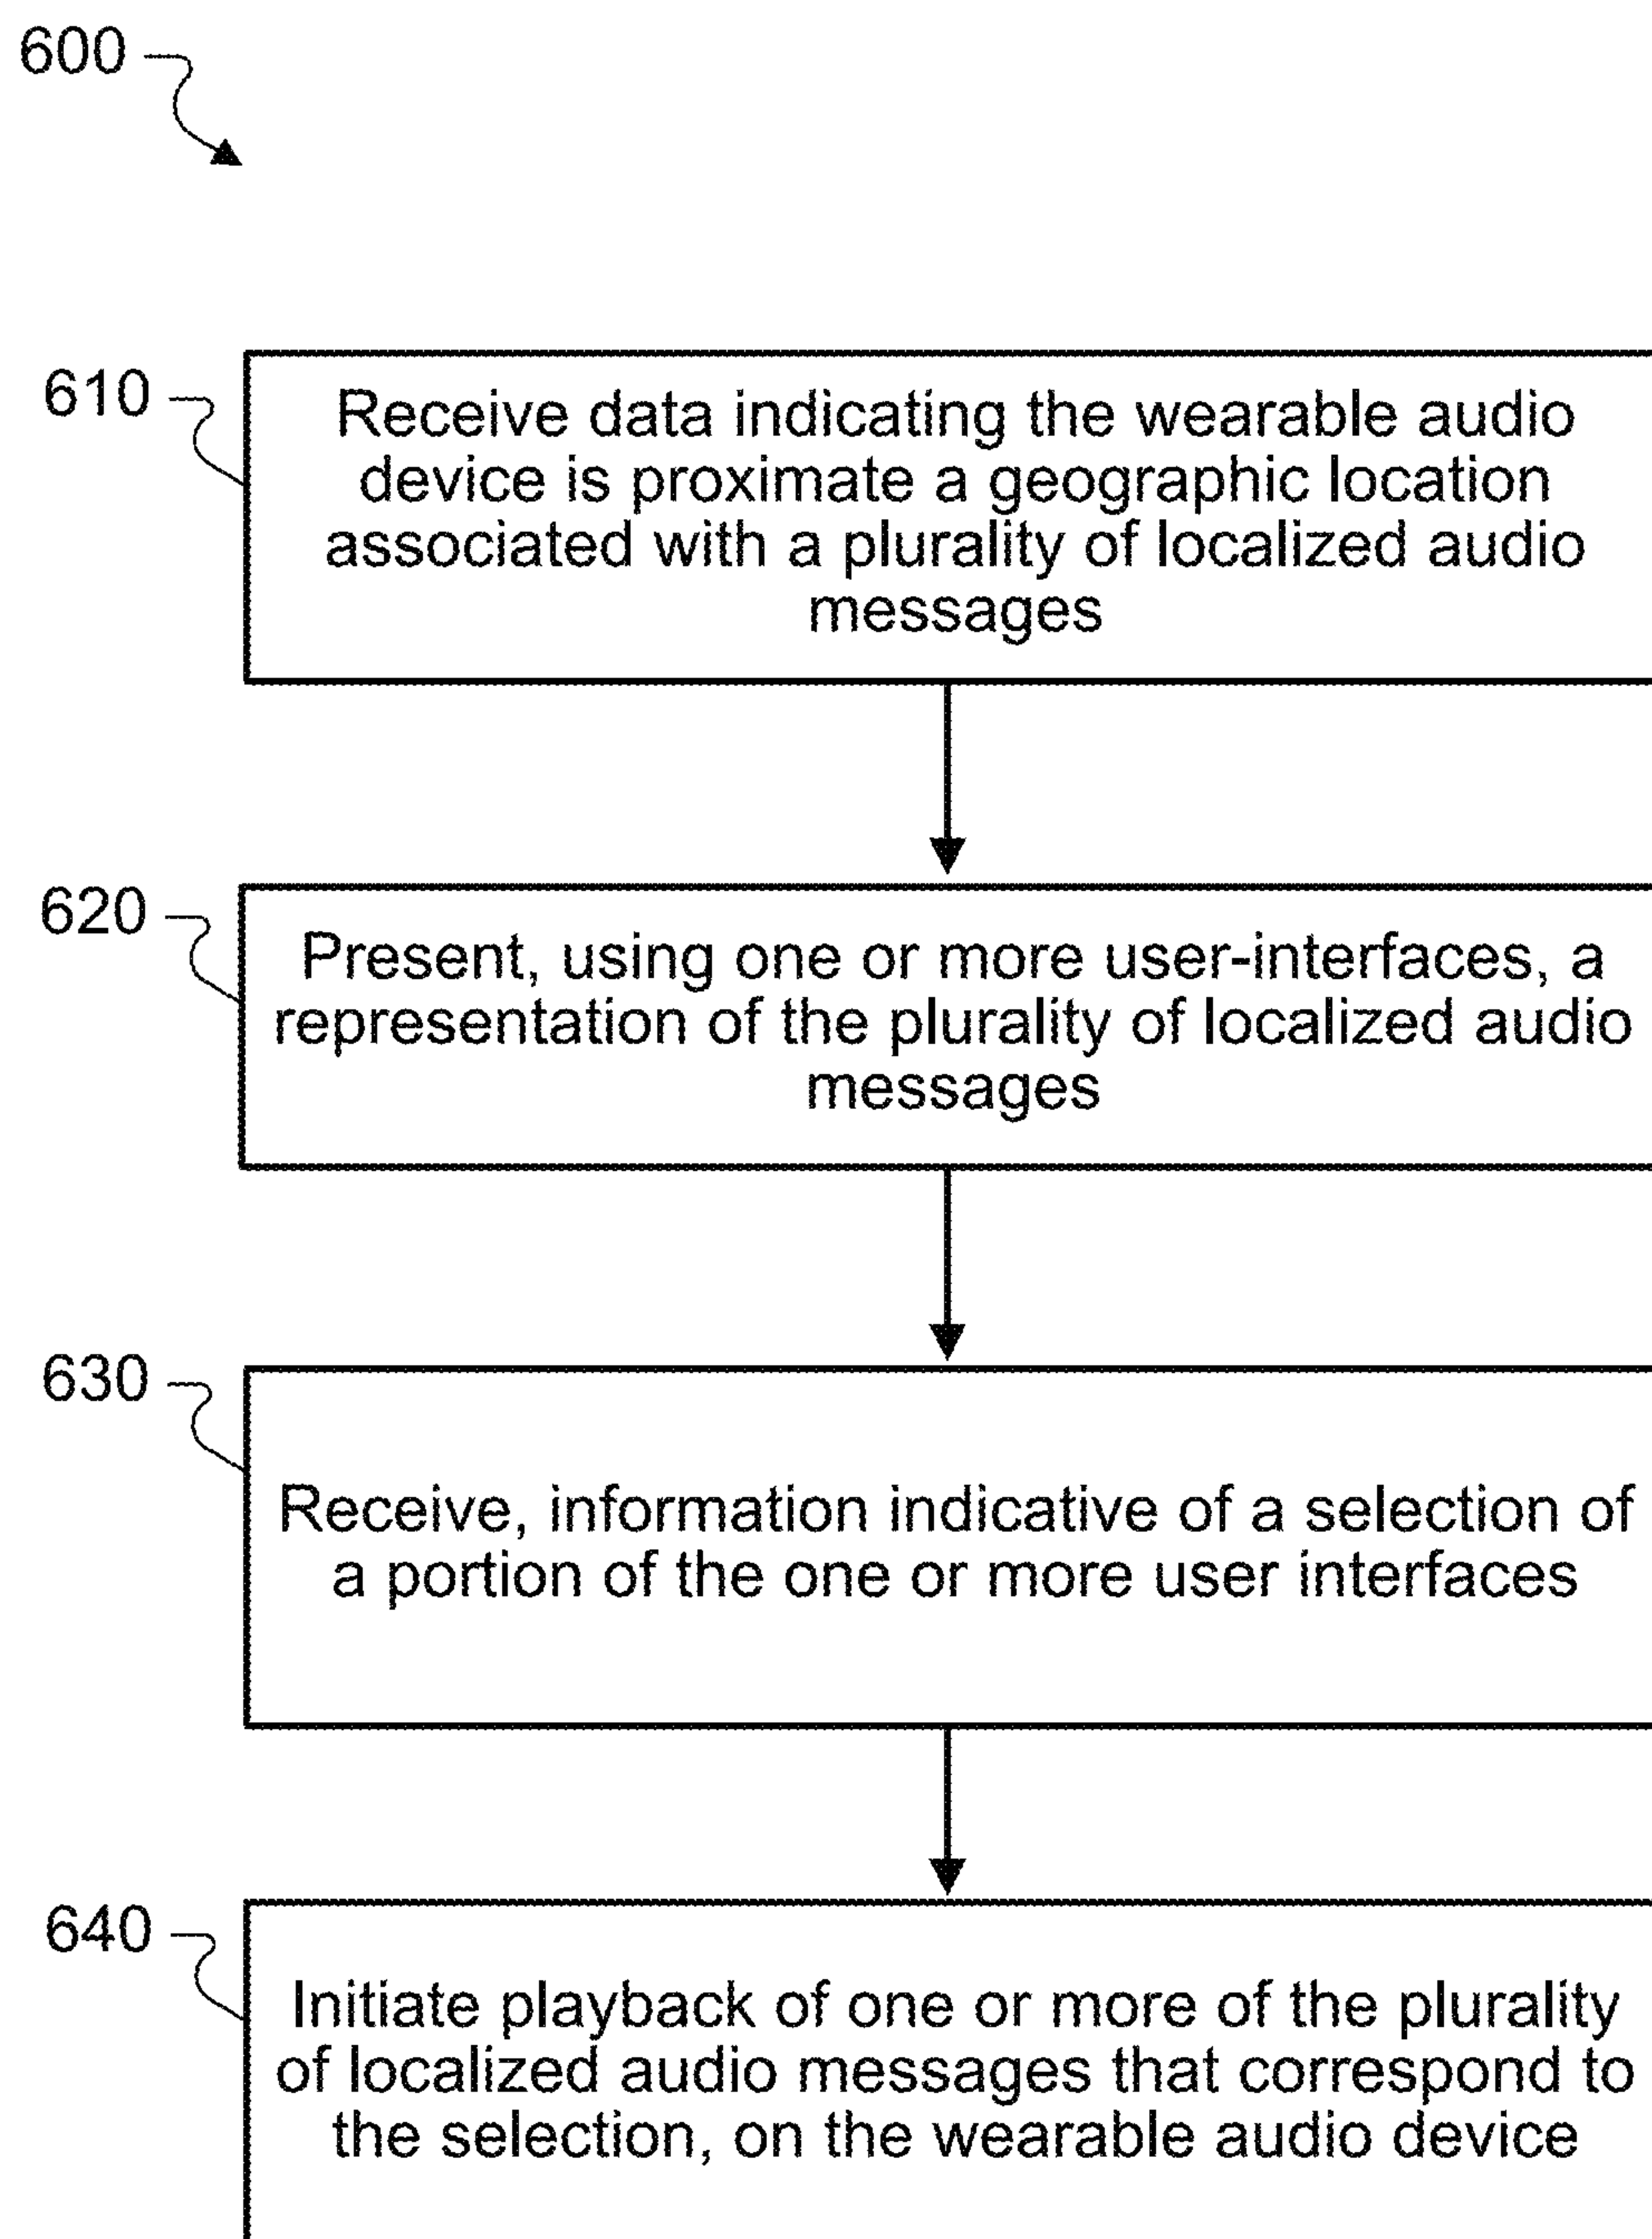 600
610
Receive data indicating the wearable audio
device is proximate a geographic location
associated with a plurality of localized audio
messages
620
Present, using one or more user-interfaces, a
representation of the plurality of localized audio
messages
630
Receive, information indicative of a selection of
a portion of the one or more user interfaces
640
Initiate playback of one or more of the plurality
of localized audio messages that correspond to
the selection, on the wearable audio device